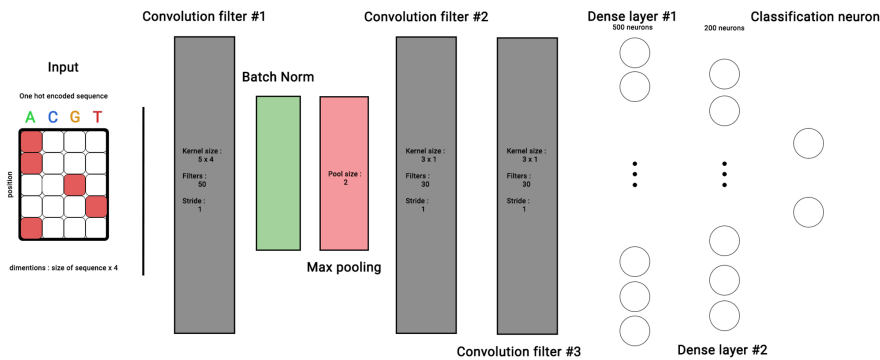 Convolution filter #1
Convolution filter #2
Dense layer #1
500 neurons
200 neurons
Classification neuron
Input
One hot encoded sequence
A C G T
position
dimentions : size of sequence x 4
Kernel size :
5 x 4
Filters :
50
Stride :
1
Batch Norm
Pool size :
2
Max pooling
Kernel size :
3 x 1
Filters :
30
Stride :
1
Kernel size :
3 x 1
Filters :
30
Stride :
1
Convolution filter #3
Dense layer #2